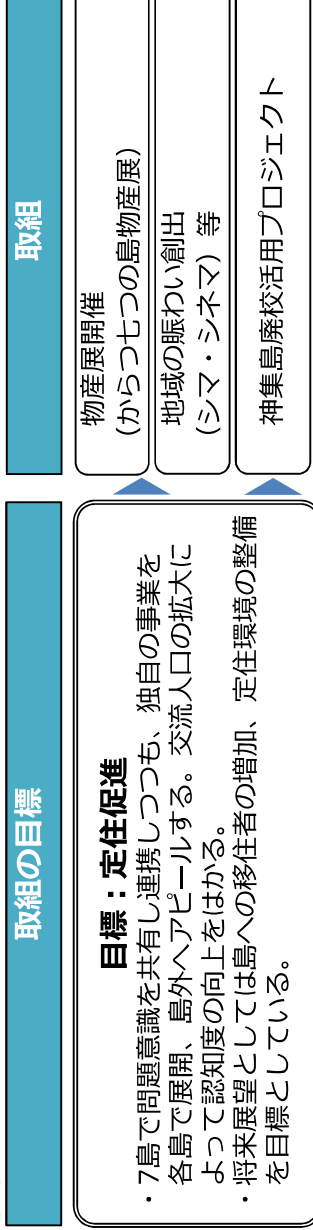 取組の目標
目標：定住促進
・7島で問題意識を共有し連携しつつも、独自の事業を
各島で展開、島外へアピールする。交流人口の拡大に
よって認知度の向上をはかる。
・将来展望としては島への移住者の増加、定住環境の整備
を目標としている。
取組
物産展開催
(からつ七つの島物産展)
地域の賑わい創出
(シマ・シネマ) 等
神集島廃校活用プロジェクト